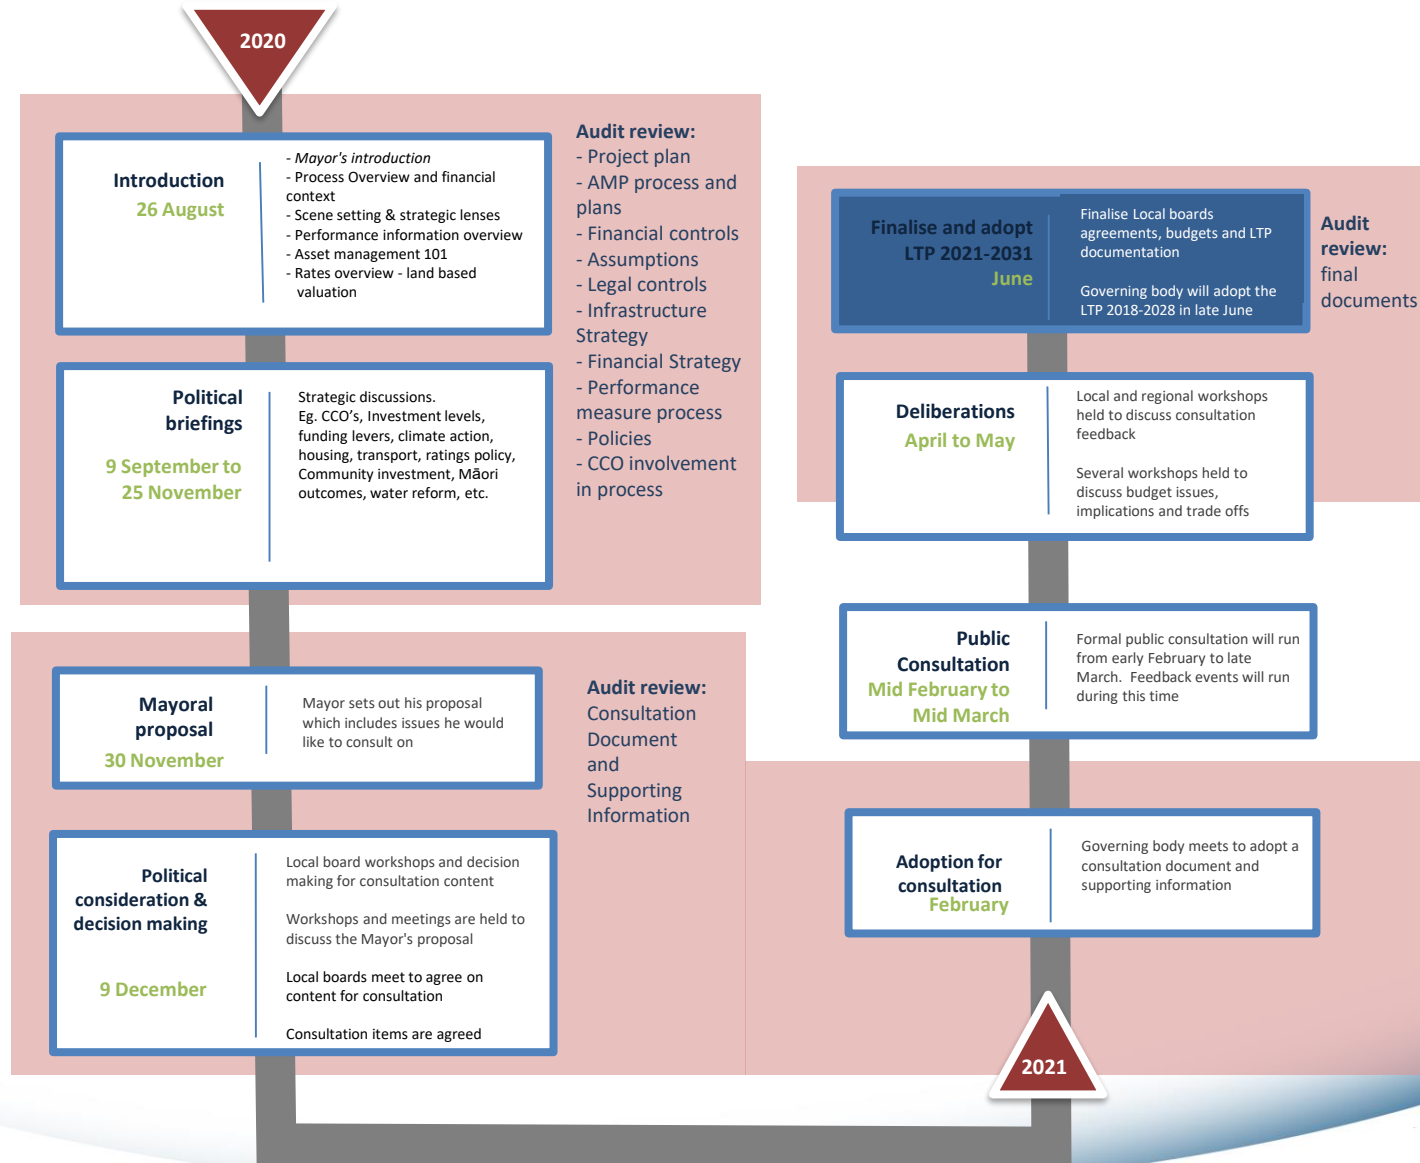 2020
Introduction
26 August
- Mayor's introduction
- Process Overview and financial
context
- Scene setting & strategic lenses
- Performance information overview
- Asset management 101
- Rates overview - land based
valuation
Audit review:
- Project plan
- AMP process and
plans
- Financial controls
- Assumptions
- Legal controls
- Infrastructure
Strategy
- Financial Strategy
- Performance
measure process
- Policies
- CCO involvement
in process
Political
briefings
9 September to
25 November
Strategic discussions.
Eg. CCO’s, Investment levels,
funding levers, climate action,
housing, transport, ratings policy,
Community investment, Māori
outcomes, water reform, etc.
Mayoral
proposal
30 November
Mayor sets out his proposal
which includes issues he would
like to consult on
Audit review:
Consultation
Document
and
Supporting
Information
Political
consideration &
decision making
9 December
Local board workshops and decision
making for consultation content
Workshops and meetings are held to
discuss the Mayor's proposal
Local boards meet to agree on
content for consultation
Consultation items are agreed
Finalise and adopt
LTP 2021-2031
June
Finalise Local boards
agreements, budgets and LTP
documentation
Governing body will adopt the
LTP 2018-2028 in late June
Audit
review:
final
documents
Deliberations
April to May
Local and regional workshops
held to discuss consultation
feedback
Several workshops held to
discuss budget issues,
implications and trade offs
Public
Consultation
Mid February to
Mid March
Formal public consultation will run
from early February to late
March. Feedback events will run
during this time
Adoption for
consultation
February
Governing body meets to adopt a
consultation document and
supporting information
2021